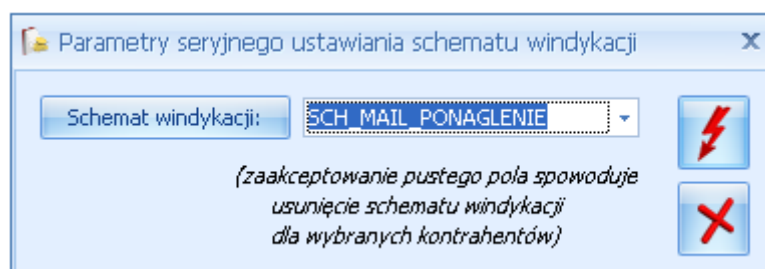 Parametry seryjnego ustawiania schematu windykacji
Schemat windykacji: SCH_MAIL_PONAGLENIE
(zaakceptowanie pustego pola spowoduje
usunięcie schematu windykacji
dla wybranych kontrahentów)